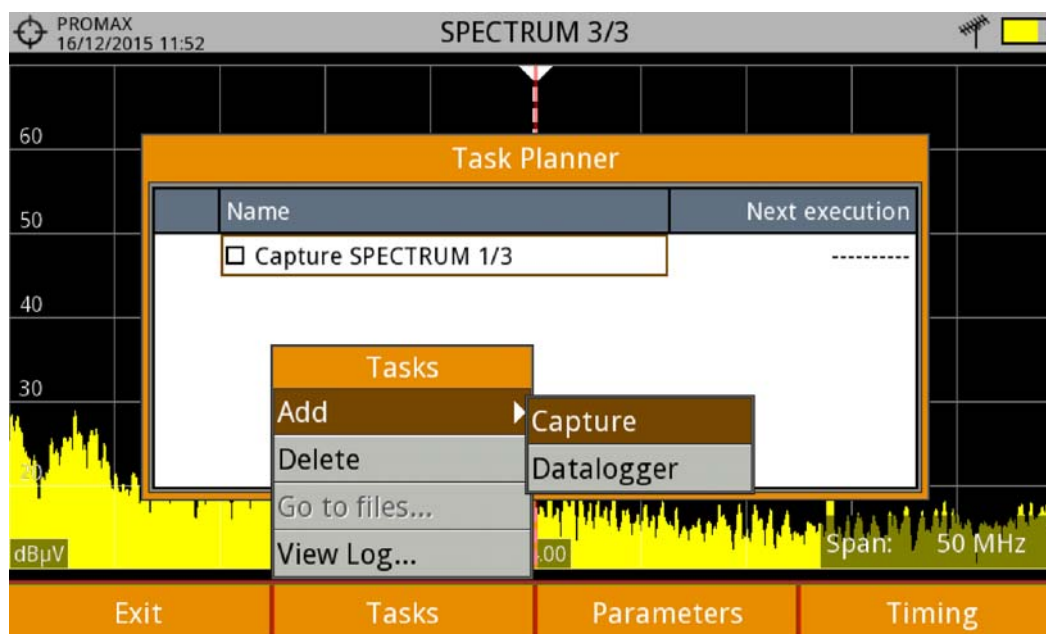 PROMAX
16/12/2015 11:52
SPECTRUM 3/3
60
50
40
30
20
dBµV
Task Planner
Name Next execution
Capture SPECTRUM 1/3 ----------
Tasks
Add
Delete
Go to files...
View Log...
Capture
Datalogger
.00
Span: 50 MHz
Exit Tasks Parameters Timing